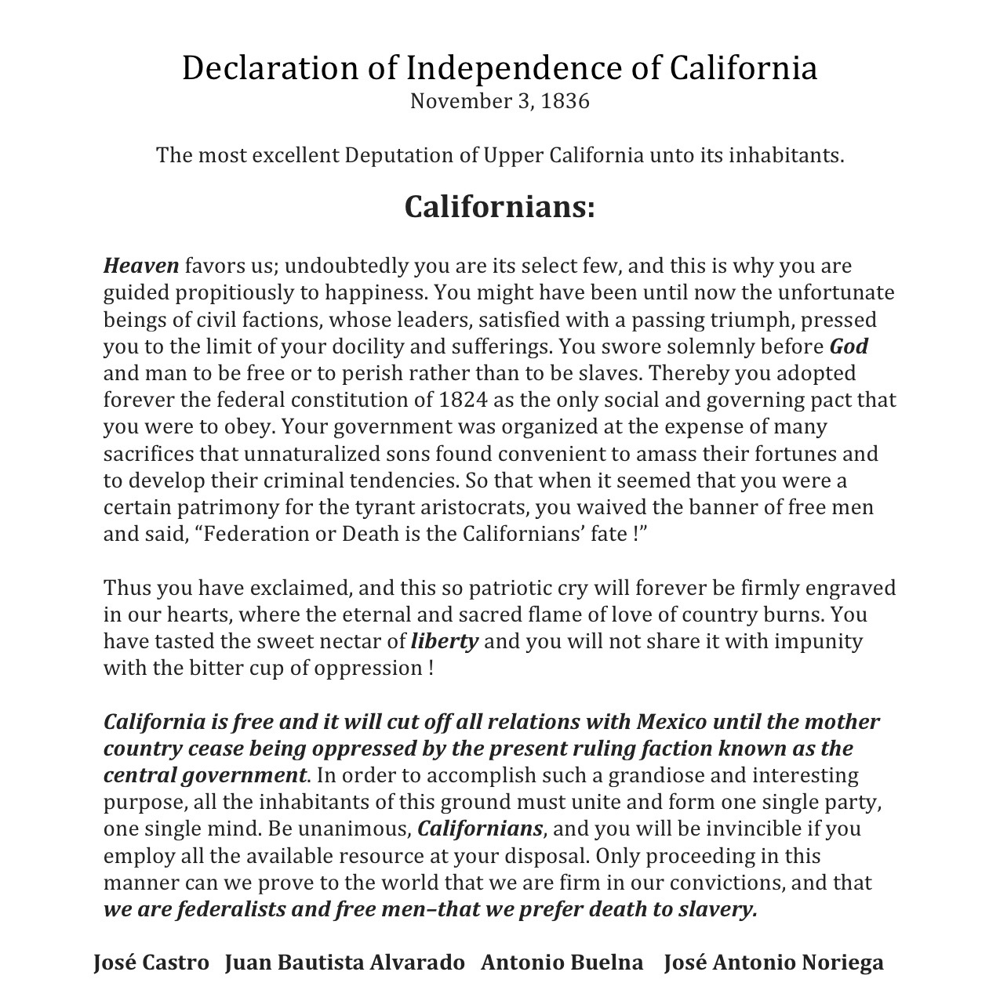 Declaration of Independence of California
November 3, 1836
The most excellent Deputation of Upper California unto its inhabitants.
Californians:
Heaven favors us; undoubtedly you are its select few, and this is why you are
guided propitiously to happiness. You might have been until now the unfortunate
beings of civil factions, whose leaders, satisfied with a passing triumph, pressed
you to the limit of your docility and sufferings. You swore solemnly before God
and man to be free or to perish rather than to be slaves. Thereby you adopted
forever the federal constitution of 1824 as the only social and governing pact that
you were to obey. Your government was organized at the expense of many
sacrifices that unnaturalized sons found convenient to amass their fortunes and
to develop their criminal tendencies. So that when it seemed that you were a
certain patrimony for the tyrant aristocrats, you waived the banner of free men
and said, “Federation or Death is the Californians’ fate !”
Thus you have exclaimed, and this so patriotic cry will forever be firmly engraved
in our hearts, where the eternal and sacred flame of love of country burns. You
have tasted the sweet nectar of liberty and you will not share it with impunity
with the bitter cup of oppression !
California is free and it will cut off all relations with Mexico until the mother
country cease being oppressed by the present ruling faction known as the
central government. In order to accomplish such a grandiose and interesting
purpose, all the inhabitants of this ground must unite and form one single party,
one single mind. Be unanimous, Californians, and you will be invincible if you
employ all the available resource at your disposal. Only proceeding in this
manner can we prove to the world that we are firm in our convictions, and that
we are federalists and free men–that we prefer death to slavery.
José Castro Juan Bautista Alvarado Antonio Buelna José Antonio Noriega